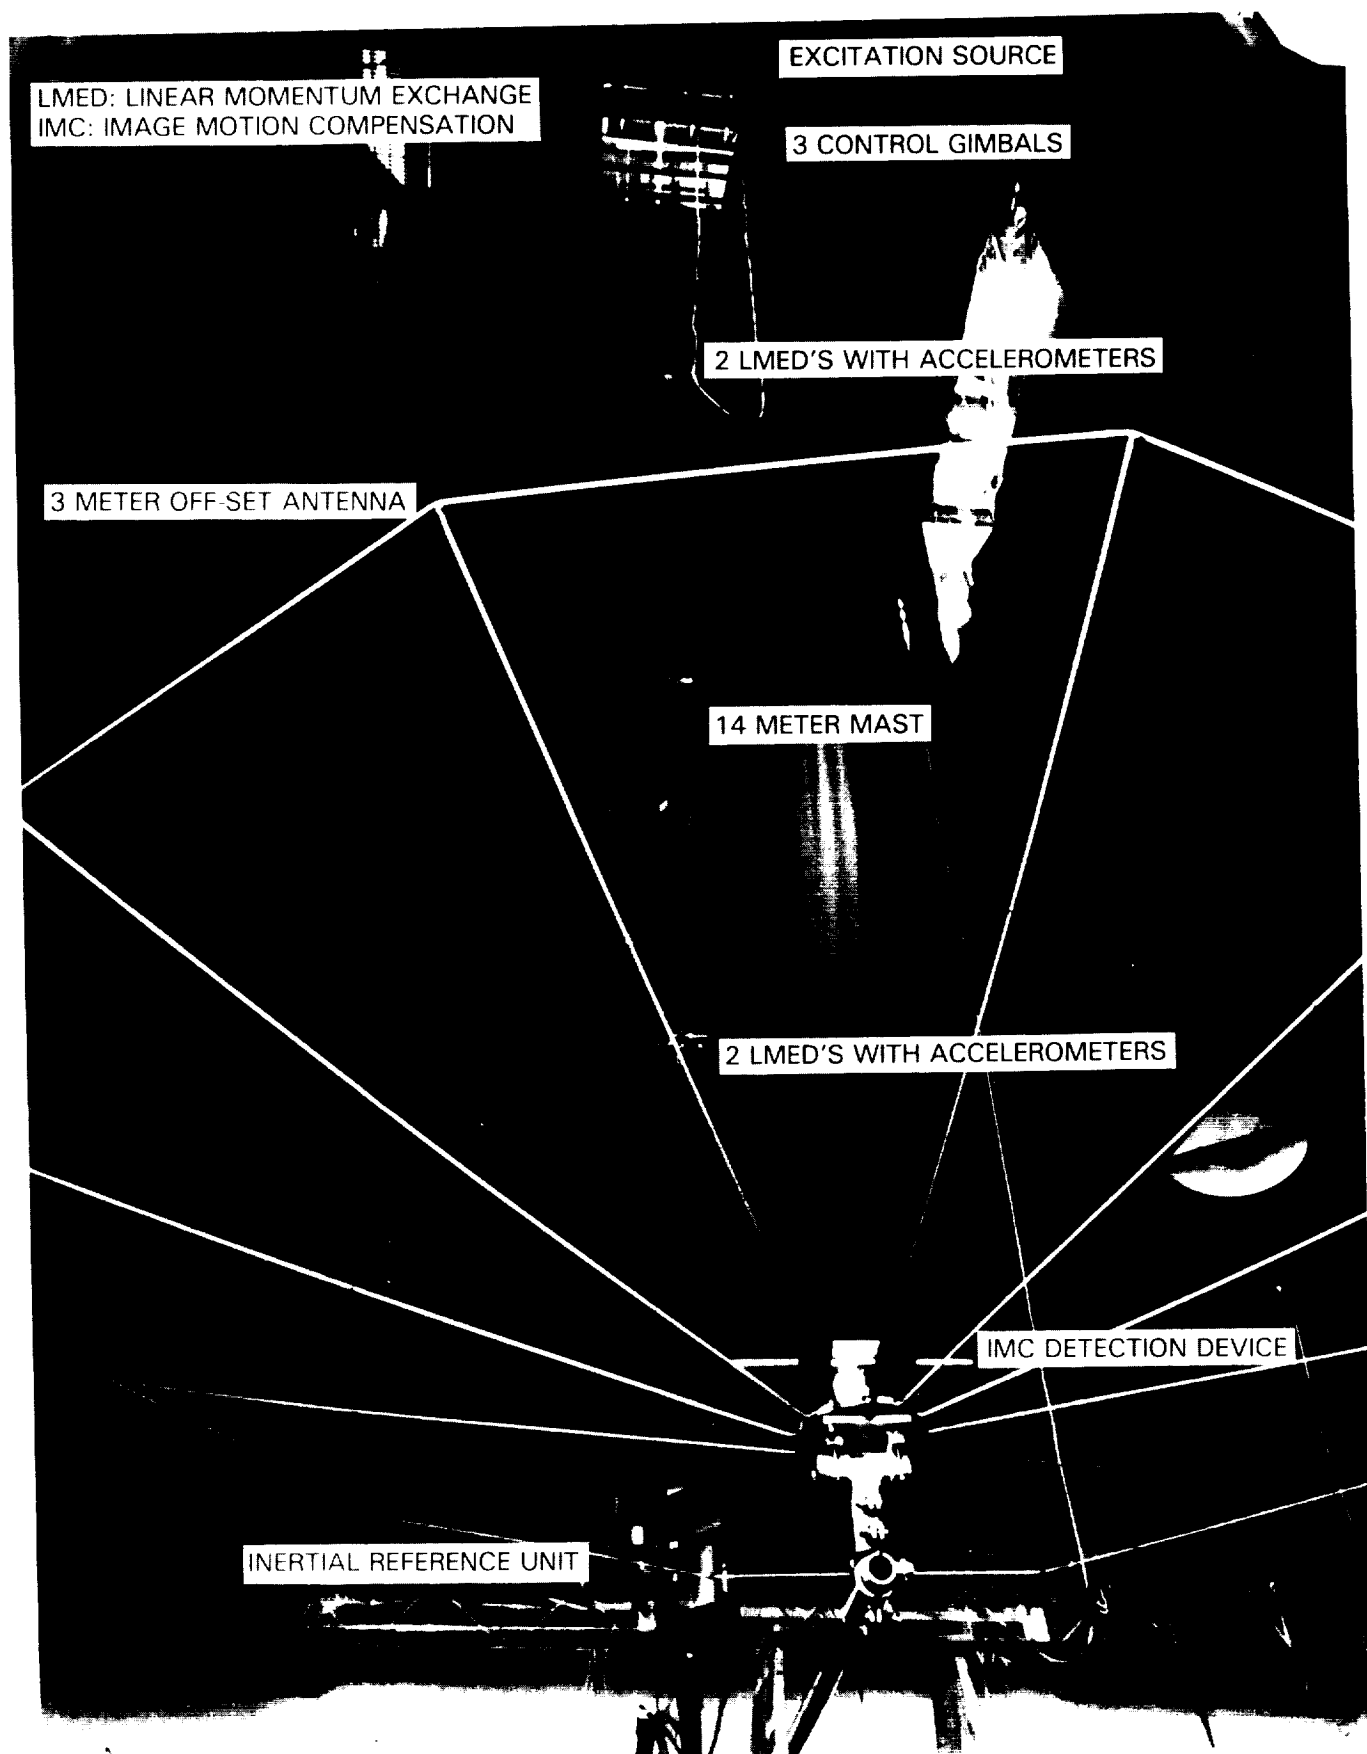 EXCITATION SOURCE
LMED: LINEAR MOMENTUM EXCHANGE
IMC: IMAGE MOTION COMPENSATION
3 CONTROL GIMBALS
2 LMED'S WITH ACCELEROMETERS
3 METER OFF-SET ANTENNA
14 METER MAST
2 LMED'S WITH ACCELEROMETERS
IMC DETECTION DEVICE
INERTIAL REFERENCE UNIT